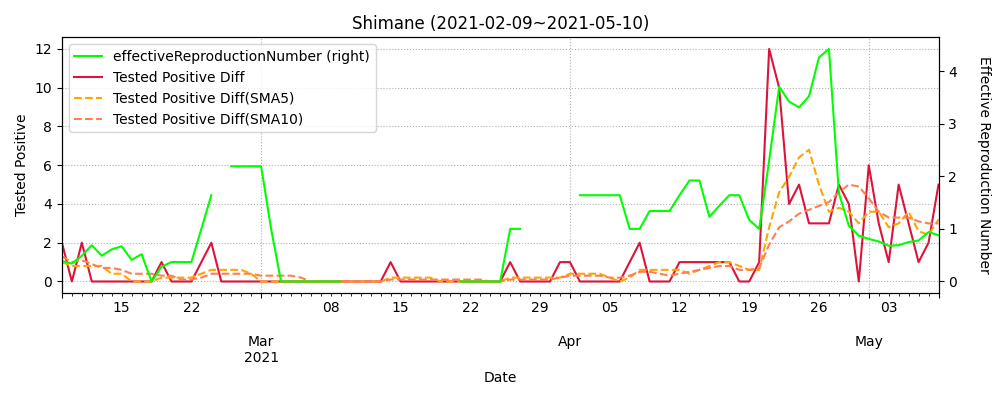 Shimane (2021-02-09~2021-05-10)
effectiveReproductionNumber (right)
Tested Positive Diff
Tested Positive Diff(SMA5)
Tested Positive Diff(SMA10)
Tested Positive
12
10
8
6
4
2
0
Effective Reproduction Number
4
3
2
1
0
15 22 08 15 22 29 05 12 19 26 03
Mar Apr May
2021
Date